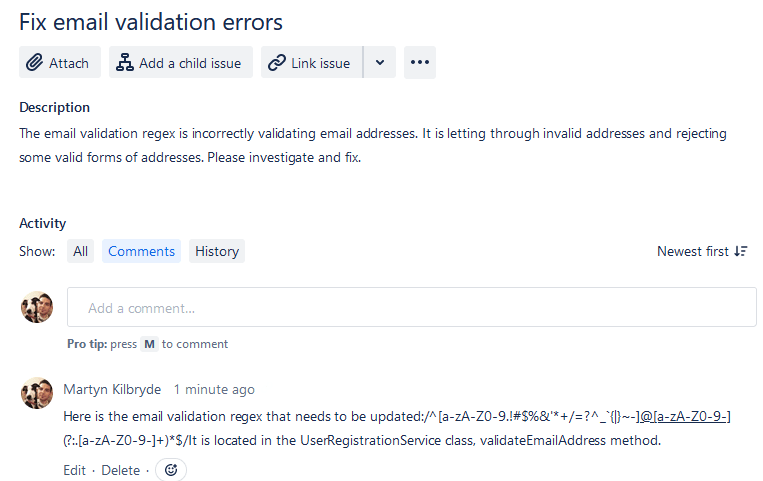 Fix email validation errors
Attach Add a child issue Link issue
Description
The email validation regex is incorrectly validating email addresses. It is letting through invalid addresses and rejecting
some valid forms of addresses. Please investigate and fix.
Activity
Show: All Comments History Newest first
Add a comment...
Pro tip: press M to comment
Martyn Kilbryde 1 minute ago
Here is the email validation regex that needs to be updated:/^[a-zA-Z0-9.!#$%&'*+/=?^_`{|}~-]@[a-zA-Z0-9-]
(?:.[a-zA-Z0-9-]+)*$/It is located in the UserRegistrationService class, validateEmailAddress method.
Edit · Delete ·